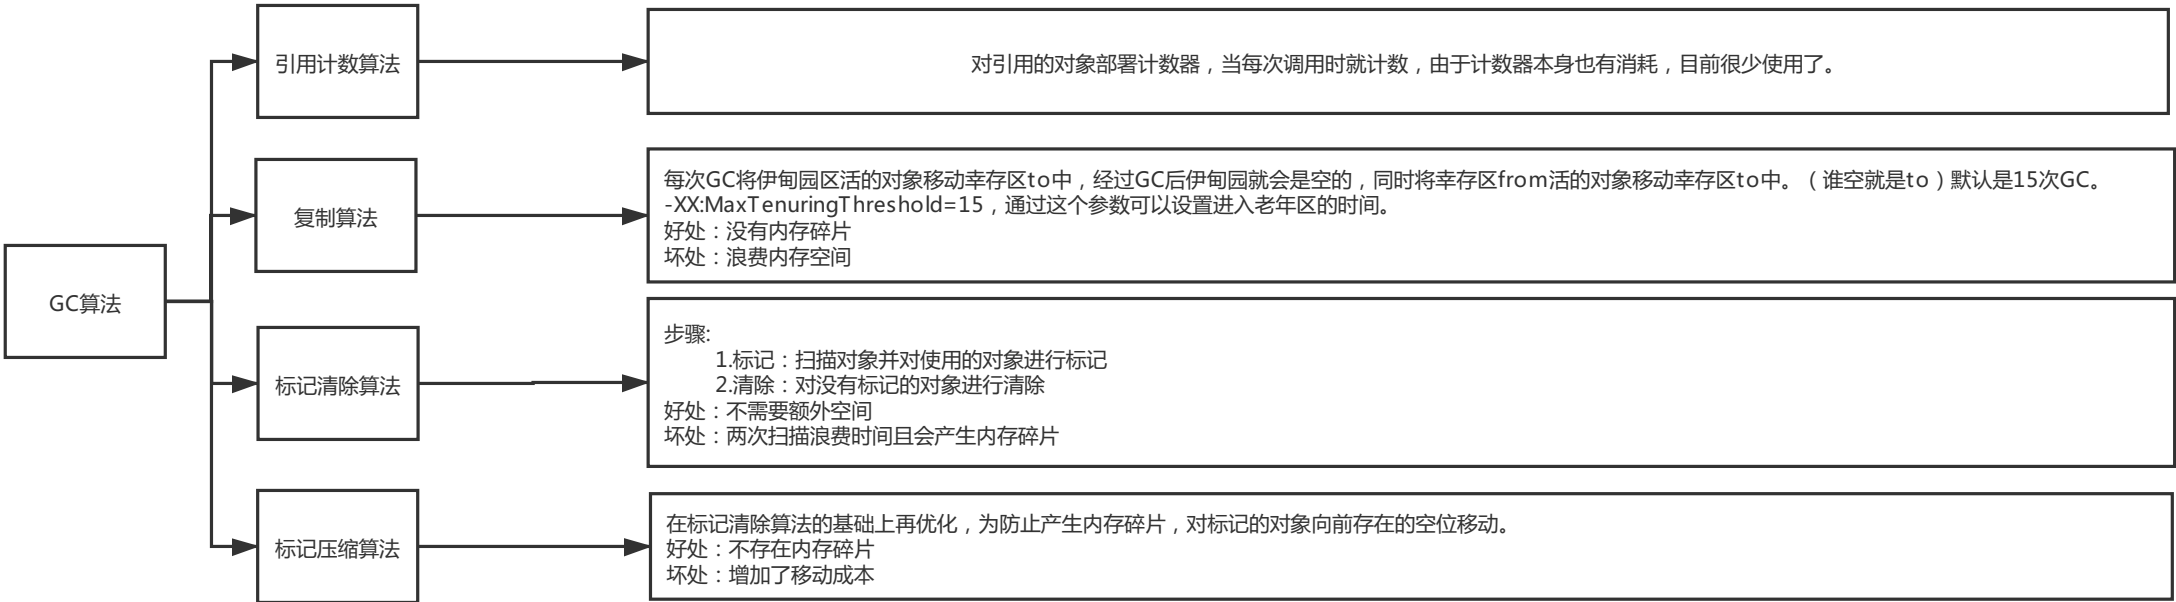 引用计数算法
对引用的对象部署计数器，当每次调用时就计数，由于计数器本身也有消耗，目前很少使用了。
复制算法
每次GC将伊甸园区活的对象移动幸存区to中，经过GC后伊甸园就会是空的，同时将幸存区from活的对象移动幸存区to中。（谁空就是to）默认是15次GC。
-XX:MaxTenuringThreshold=15，通过这个参数可以设置进入老年区的时间。
好处：没有内存碎片
坏处：浪费内存空间
GC算法
标记清除算法
步骤:
1.标记：扫描对象并对使用的对象进行标记
2.清除：对没有标记的对象进行清除
好处：不需要额外空间
坏处：两次扫描浪费时间且会产生内存碎片
标记压缩算法
在标记清除算法的基础上再优化，为防止产生内存碎片，对标记的对象向前存在的空位移动。
好处：不存在内存碎片
坏处：增加了移动成本